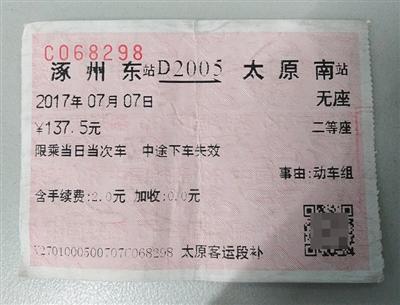 C068298
涿州东站 D2005 太原南站
2017年07月07日 无座
¥137.5元 二等座
限乘当日当次车 中途下车失效
事由:动车组
含手续费:2.0元 加收:0.0元
X2701000500707C068298 太原客运段补